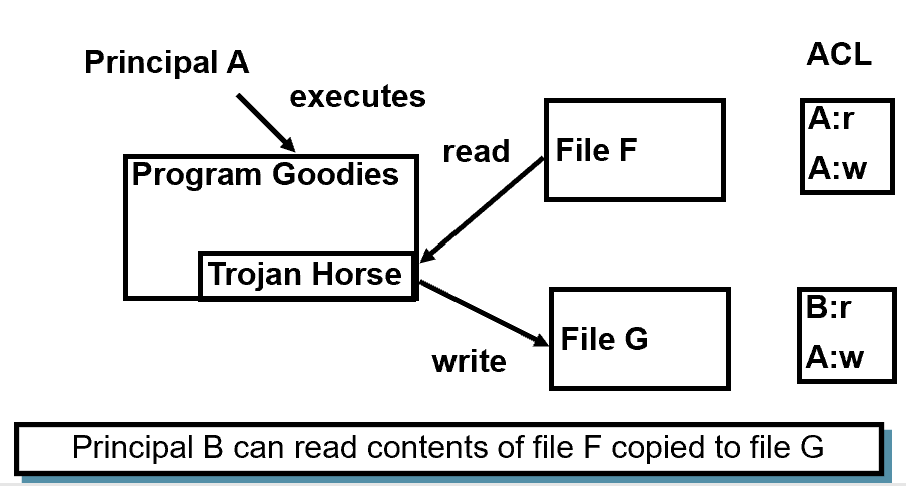 Principal A
executes
ACL
Program Goodies
Trojan Horse
read
File F
A:r
A:w
write
File G
B:r
A:w
Principal B can read contents of file F copied to file G